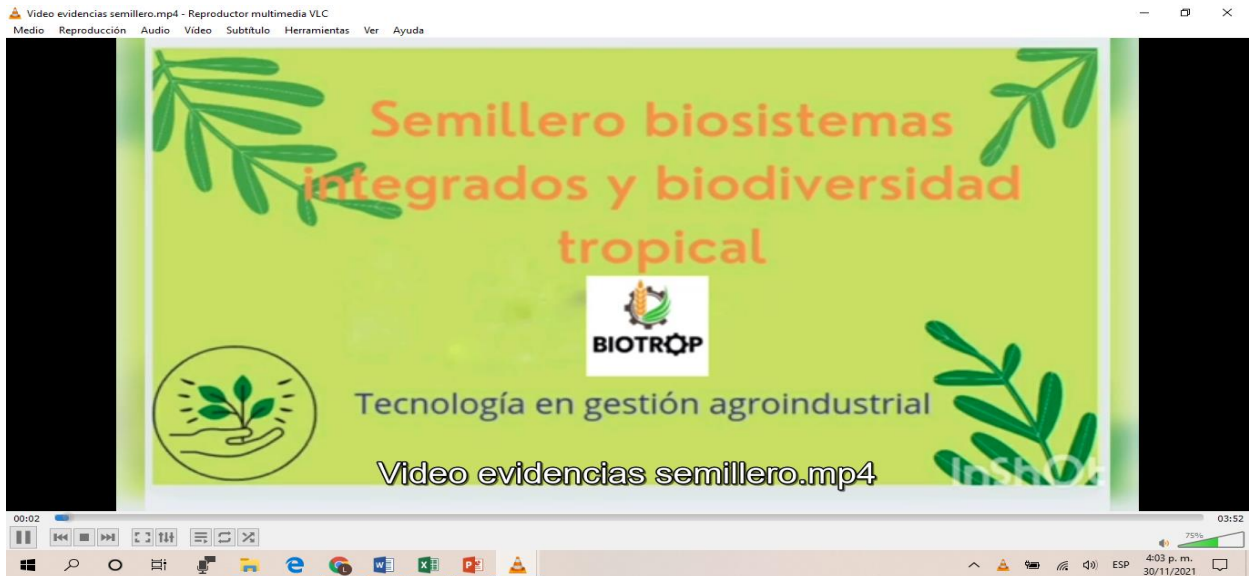 Video evidencias semillero.mp4 - Reproductor multimedia VLC
Medio Reproducción Audio Vídeo Subtítulo Herramientas Ver Ayuda
Semillero biosistemas
integrados y biodiversidad
tropical
BIOTROP
Tecnología en gestión agroindustrial
Video evidencias semillero.mp4
InShOt
00:02
03:52
75%
ESP
4:03 p. m.
30/11/2021